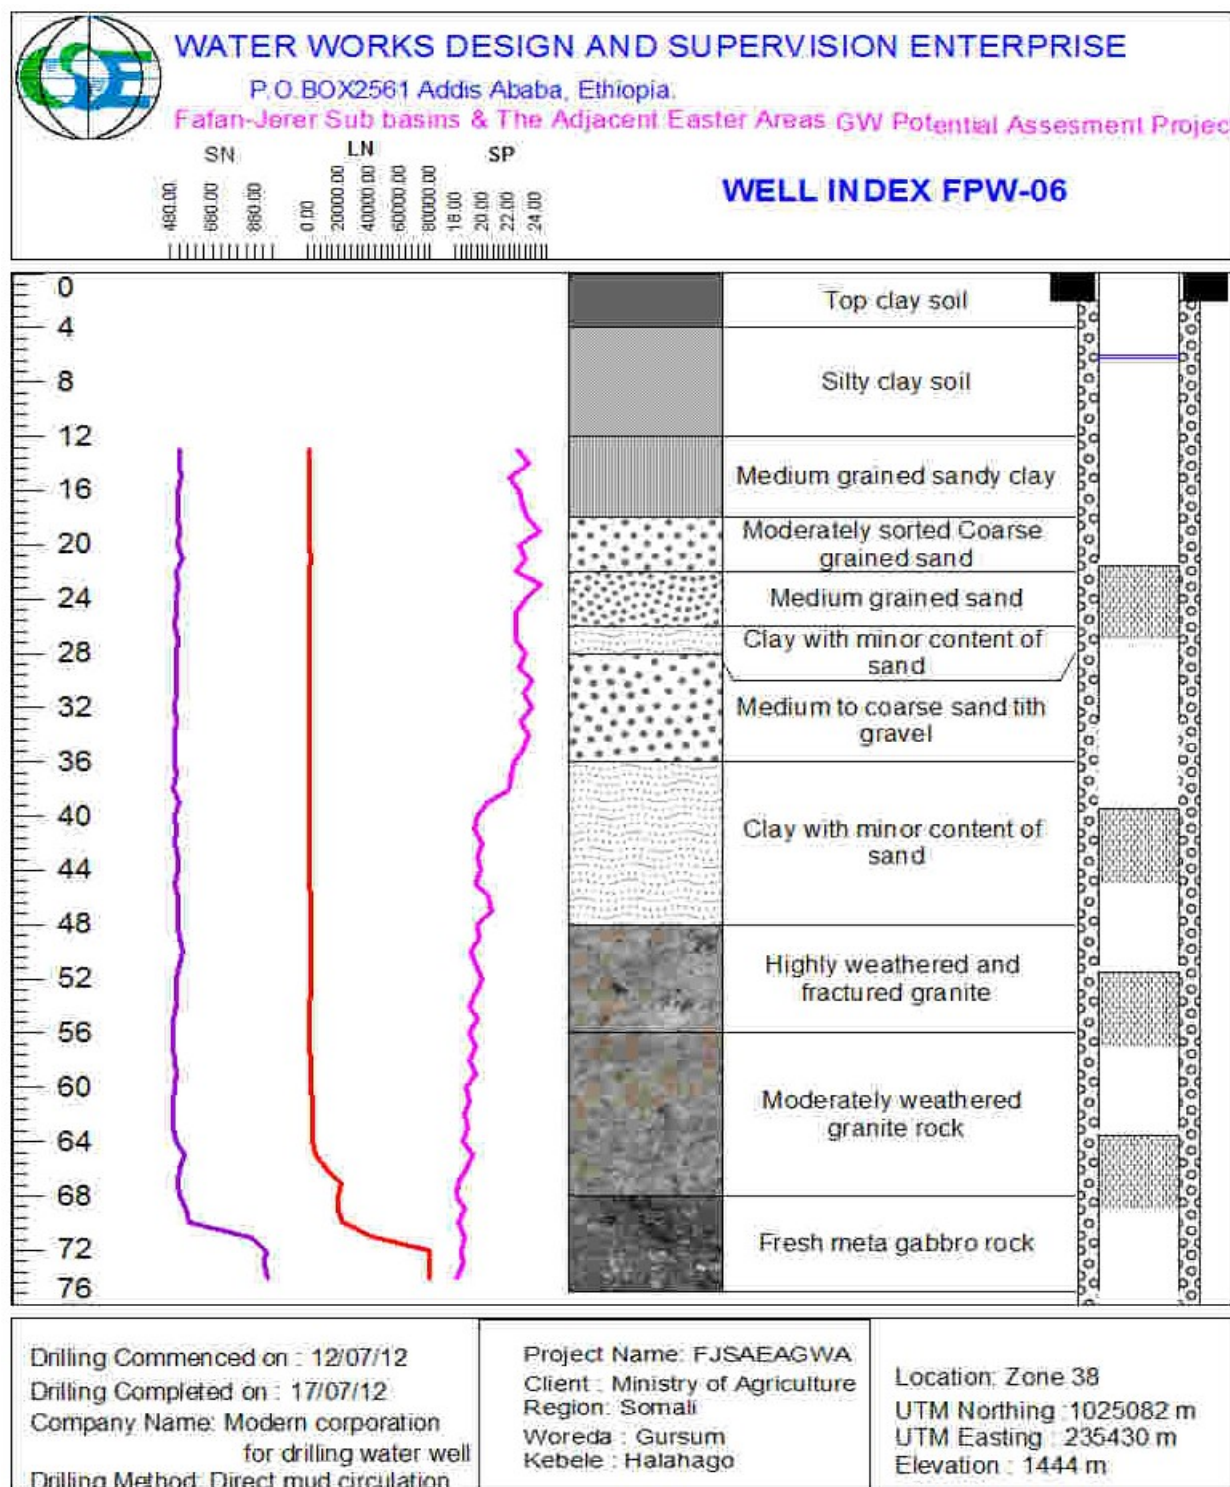 WATER WORKS DESIGN AND SUPERVISION ENTERPRISE
P.O.BOX2561 Addis Ababa, Ethiopia.
Fafan-Jerer Sub basins & The Adjacent Easter Areas GW Potential Assesment Projec
SN LN SP
480.00 660.00 860.00 0.00 20000.00 40000.00 60000.00 80000.00 18.00 20.00 22.00 24.00
WELL INDEX FPW-06
0
Top clay soil
4
8
Silty clay soil
12
Medium grained sandy clay
16
20
Moderately sorted Coarse
grained sand
24
Medium grained sand
28
Clay with minor content of
sand
32
Medium to coarse sand tith
gravel
36
40
Clay with minor content of
sand
44
48
52
Highly weathered and
fractured granite
56
60
Moderately weathered
granite rock
64
68
72
Fresh meta gabbro rock
76
Drilling Commenced on : 12/07/12
Drilling Completed on : 17/07/12
Company Name: Modern corporation
for drilling water well
Drilling Method: Direct mud circulation
Project Name: FJSAEAGWA
Client : Ministry of Agriculture
Region: Somali
Woreda : Gursum
Kebele : Halahago
Location: Zone 38
UTM Northing :1025082 m
UTM Easting : 235430 m
Elevation : 1444 m